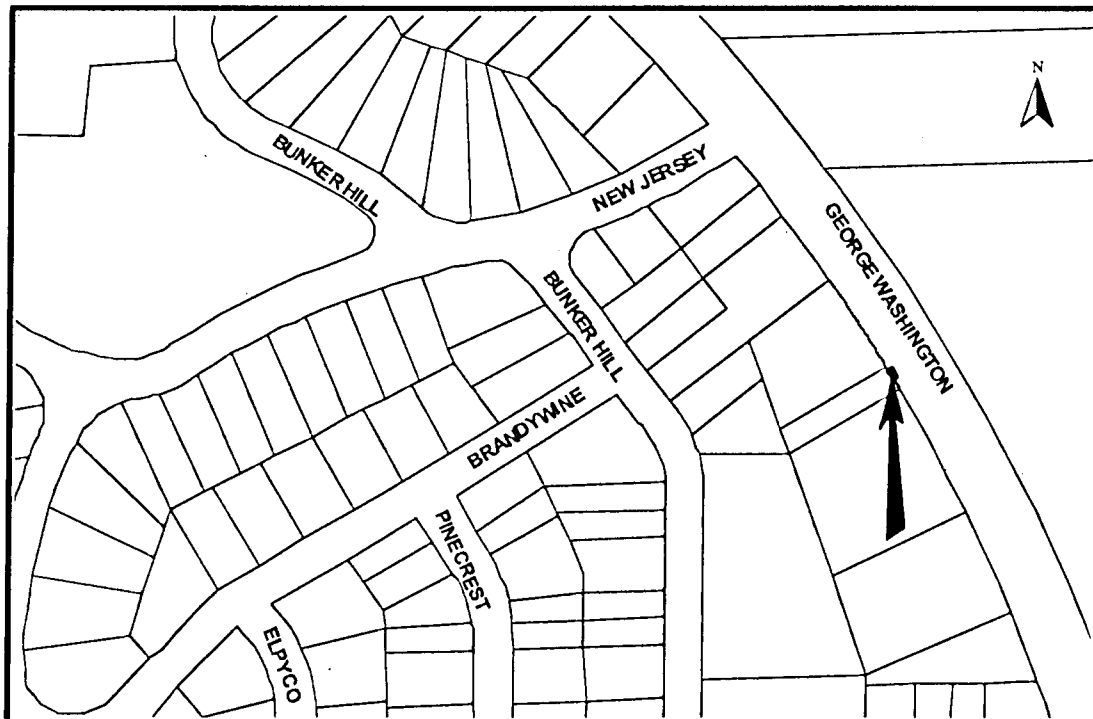 N
BUNKER HILL
NEW JERSEY
GEORGE WASHINGTON
BUNKER HILL
BRANDYWINE
PINECREST
ELPYCO